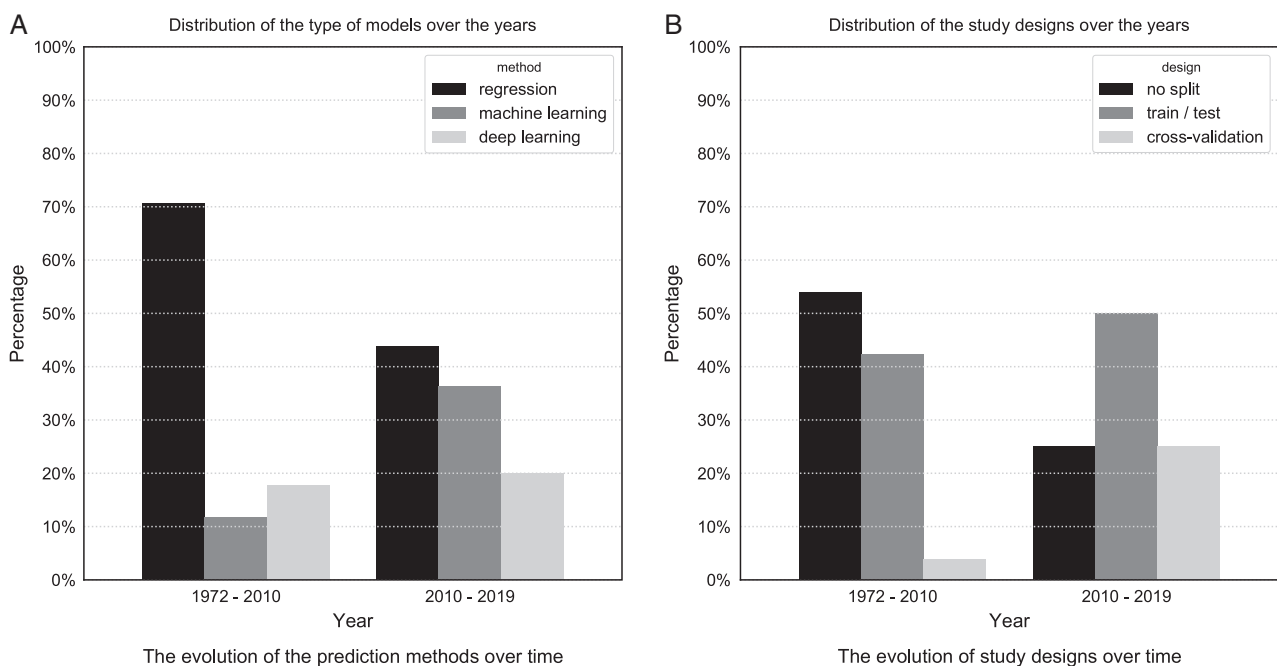 A
Distribution of the type of models over the years
100%
90%
80%
70%
60%
50%
40%
30%
20%
10%
0%
Percentage
method
regression
machine learning
deep learning
1972 - 2010
2010 - 2019
Year
The evolution of the prediction methods over time
B
Distribution of the study designs over the years
100%
90%
80%
70%
60%
50%
40%
30%
20%
10%
0%
Percentage
design
no split
train / test
cross-validation
1972 - 2010
2010 - 2019
Year
The evolution of study designs over time